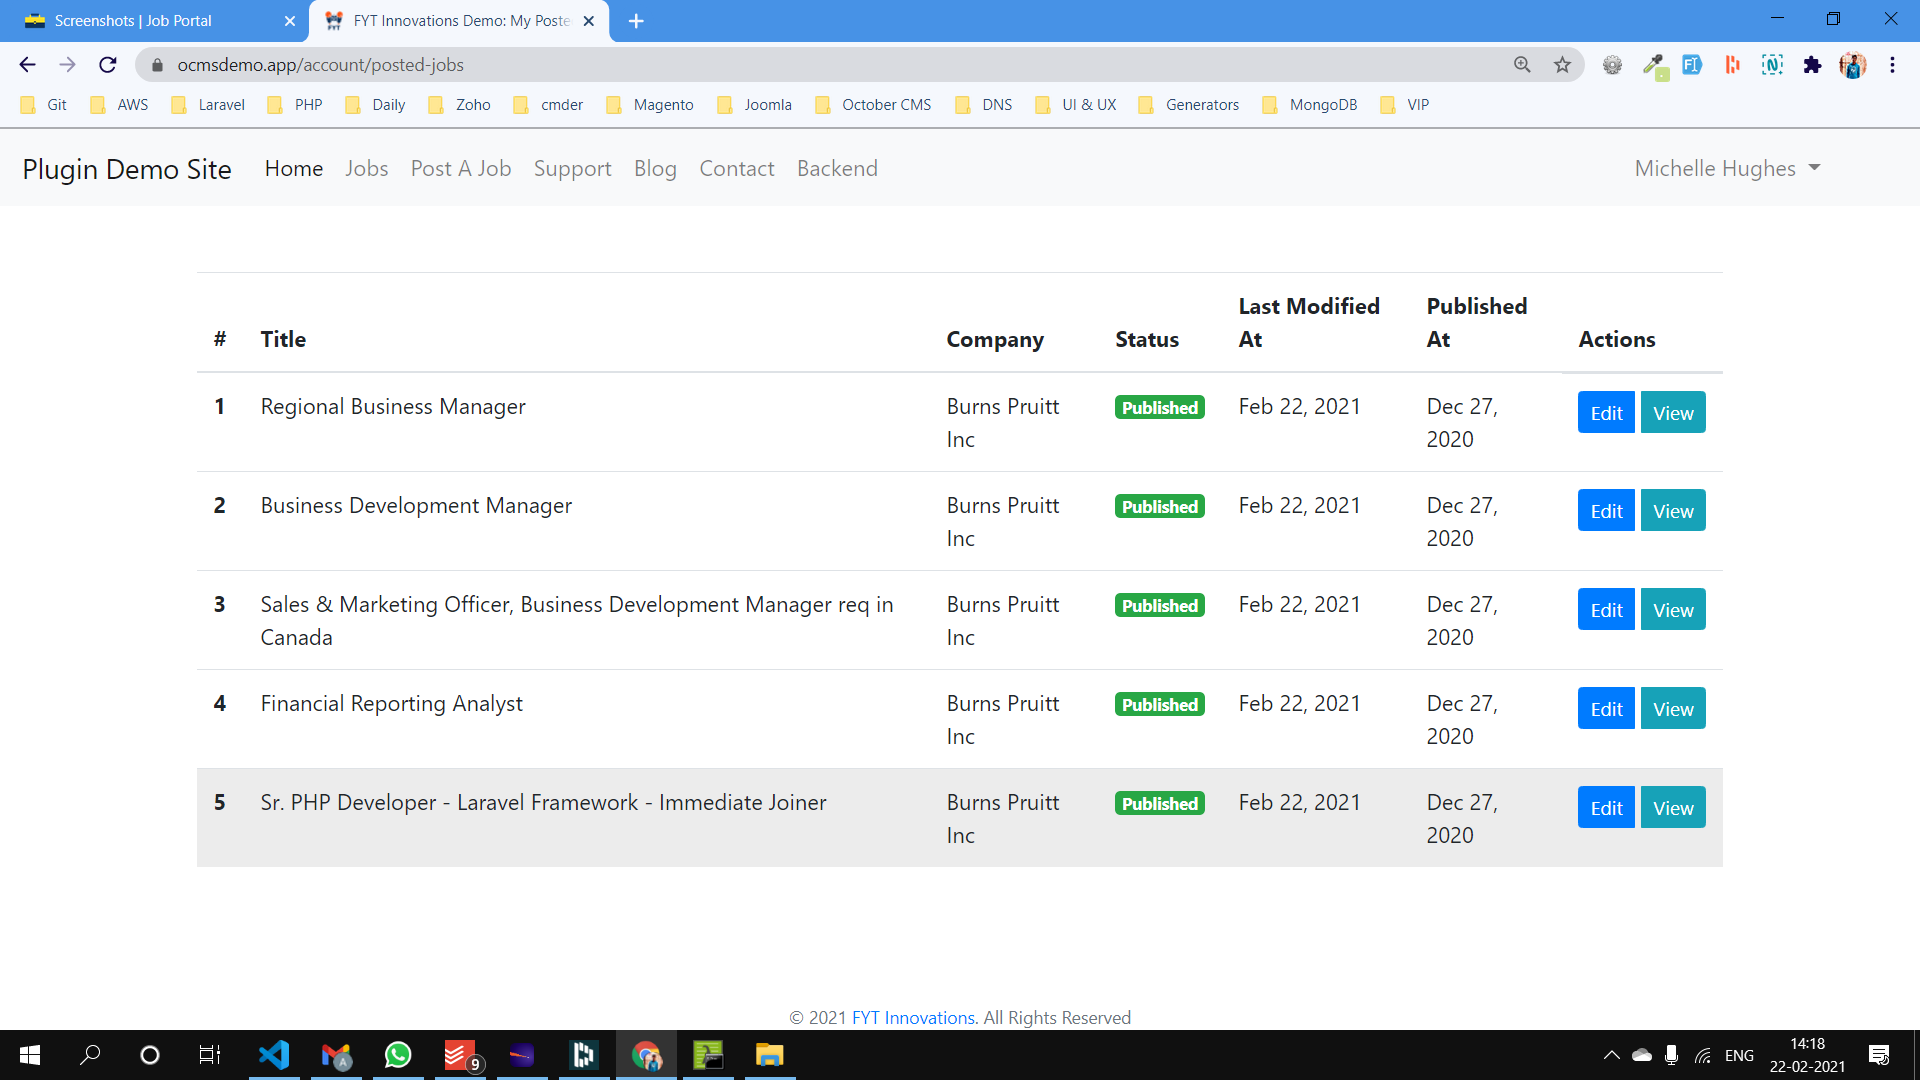 Screenshots | Job Portal
FYT Innovations Demo: My Poste
ocmsdemo.app/account/posted-jobs
Git AWS Laravel PHP Daily Zoho cmder Magento Joomla October CMS DNS UI & UX Generators MongoDB VIP
Plugin Demo Site Home Jobs Post A Job Support Blog Contact Backend Michelle Hughes
# Title Company Status Last Modified At Published At Actions
1 Regional Business Manager Burns Pruitt Inc Published Feb 22, 2021 Dec 27, 2020 Edit View
2 Business Development Manager Burns Pruitt Inc Published Feb 22, 2021 Dec 27, 2020 Edit View
3 Sales & Marketing Officer, Business Development Manager req in Canada Burns Pruitt Inc Published Feb 22, 2021 Dec 27, 2020 Edit View
4 Financial Reporting Analyst Burns Pruitt Inc Published Feb 22, 2021 Dec 27, 2020 Edit View
5 Sr. PHP Developer - Laravel Framework - Immediate Joiner Burns Pruitt Inc Published Feb 22, 2021 Dec 27, 2020 Edit View
© 2021 FYT Innovations. All Rights Reserved
A
9
ENG
14:18
22-02-2021